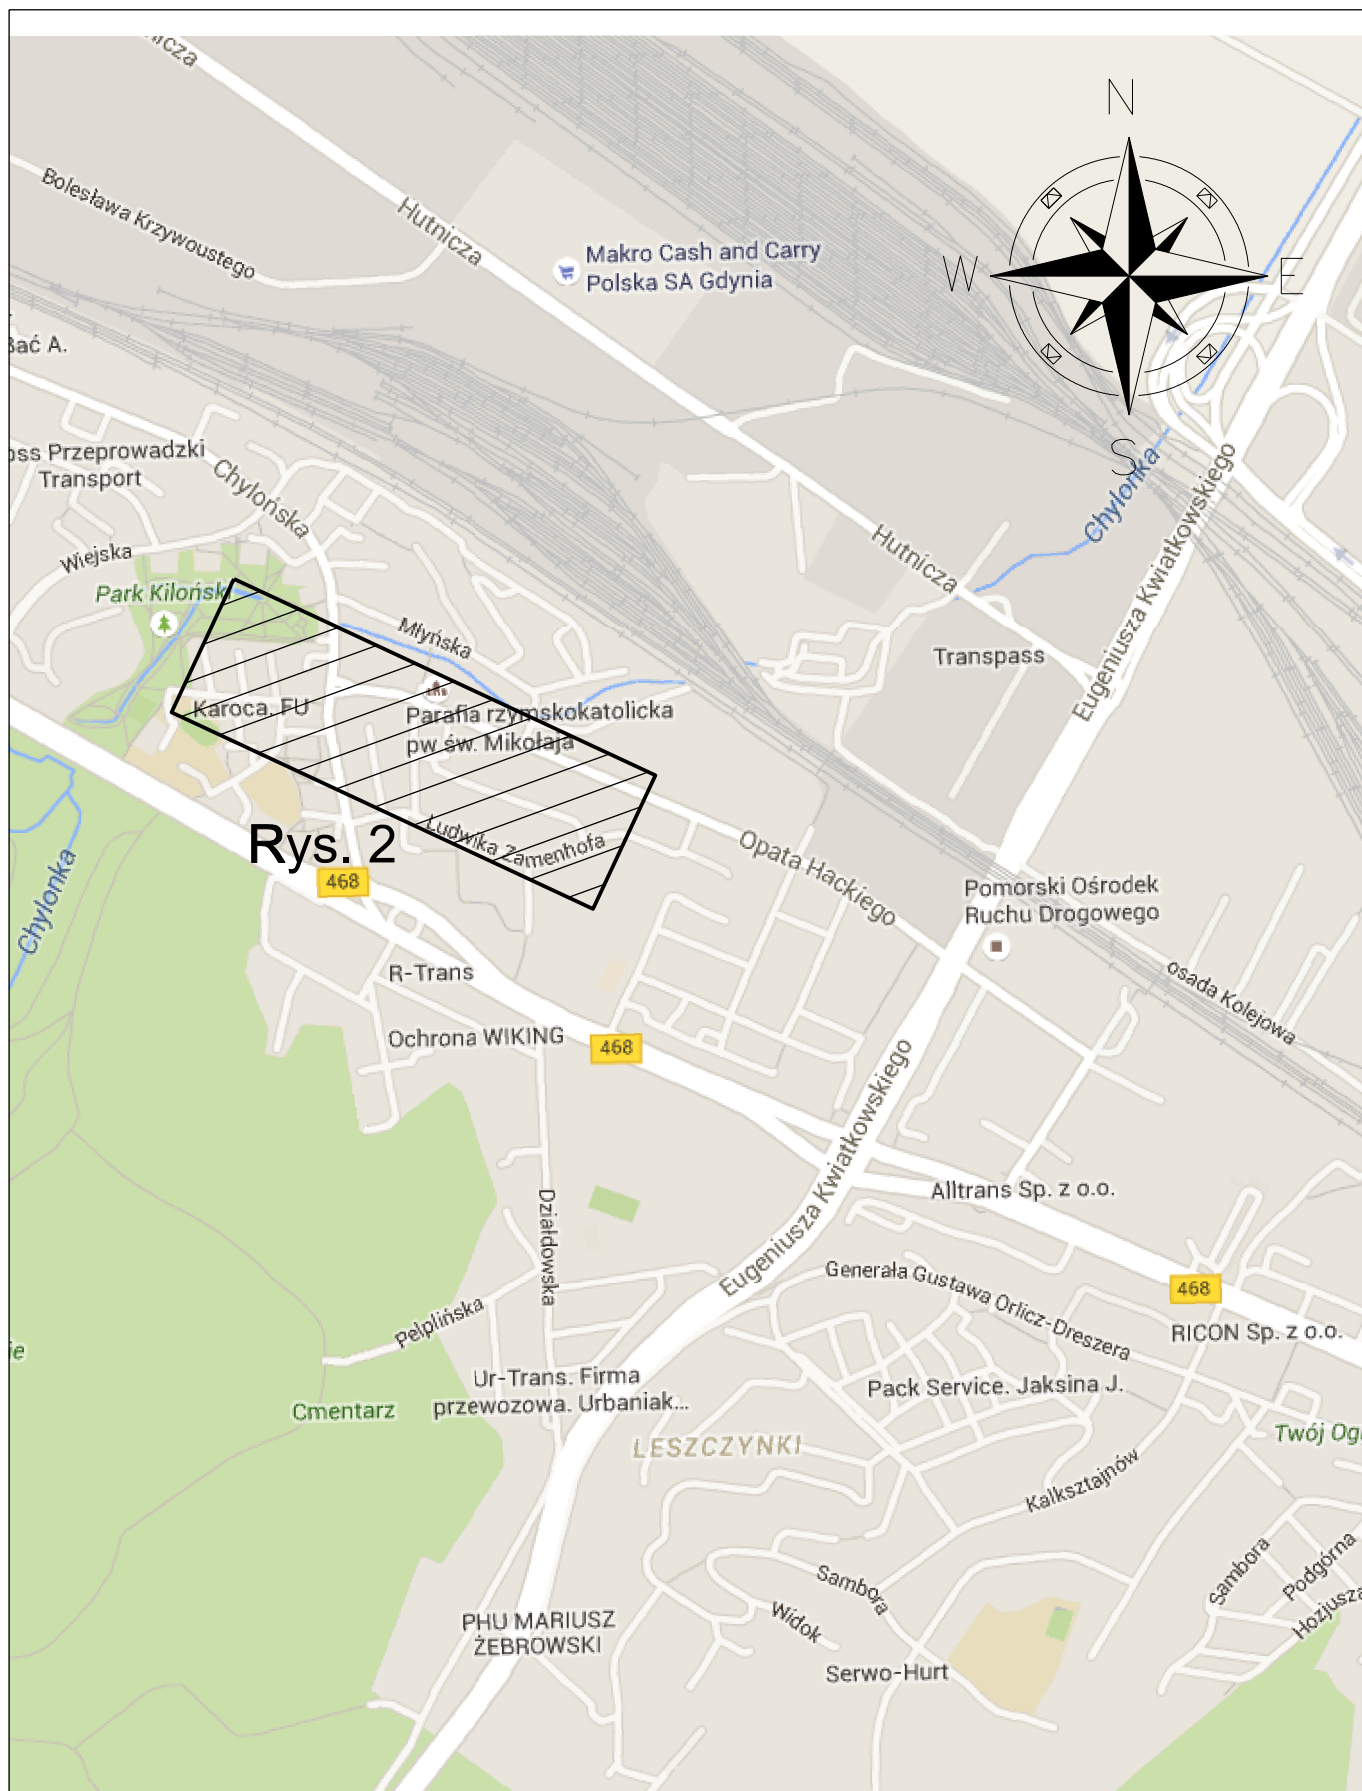 N
Bolesława Krzywoustego
Hutnicza
Makro Cash and Carry
Polska SA Gdynia
W
E
S
Przeprowadzki
Transport
Chylońska
Chylonka
Eugeniusza Kwiatkowskiego
Hutnicza
Wiejska
Park Kiloński
Młyńska
Transpass
Karoca. FU
Parafia rzymskokatolicka
pw św. Mikołaja
Ludwika Zamenhofa
Rys. 2
468
Opata Hackiego
Chylonka
Pomorski Ośrodek
Ruchu Drogowego
R-Trans
osada Kolejowa
Ochrona WIKING
468
Eugeniusza Kwiatkowskiego
Alltrans Sp. z o.o.
Działdowska
Generała Gustawa Orlicz-Dreszera
468
Pelplińska
RICON Sp. z o.o.
Ur-Trans. Firma
przewozowa. Urbaniak...
Pack Service. Jaksina J.
Cmentarz
LESZCZYNKI
Twój
Kalksztajnów
Sambora
Widok
Sambora
Podgórna
PHU MARIUSZ
ŻEBROWSKI
Serwo-Hurt